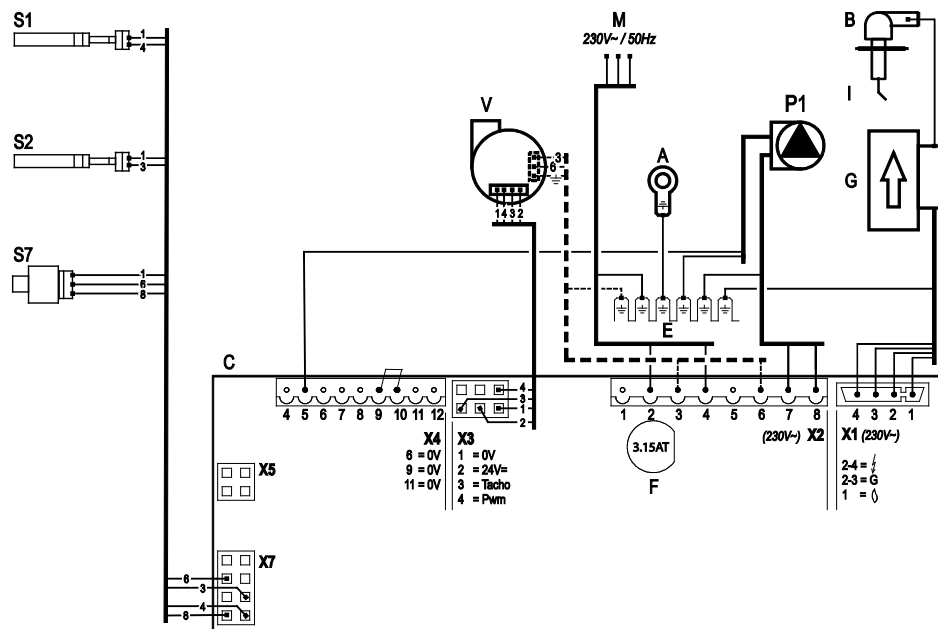 S1
1
4
S2
1
3
S7
1
6
8
V
3
6
1 4 3 2
M
230V~ / 50Hz
A
E
P1
B
I
G
C
4 5 6 7 8 9 10 11 12
X4
6 = 0V
9 = 0V
11 = 0V
4
3
1
2
X3
1 = 0V
2 = 24V=
3 = Tacho
4 = Pwm
1 2 3 4 5 6 7 8
(230V~) X2
3.15AT
F
4 3 2 1
X1 (230V~)
2-4 =
2-3 = G
1 =
X5
X7
6
3
4
8